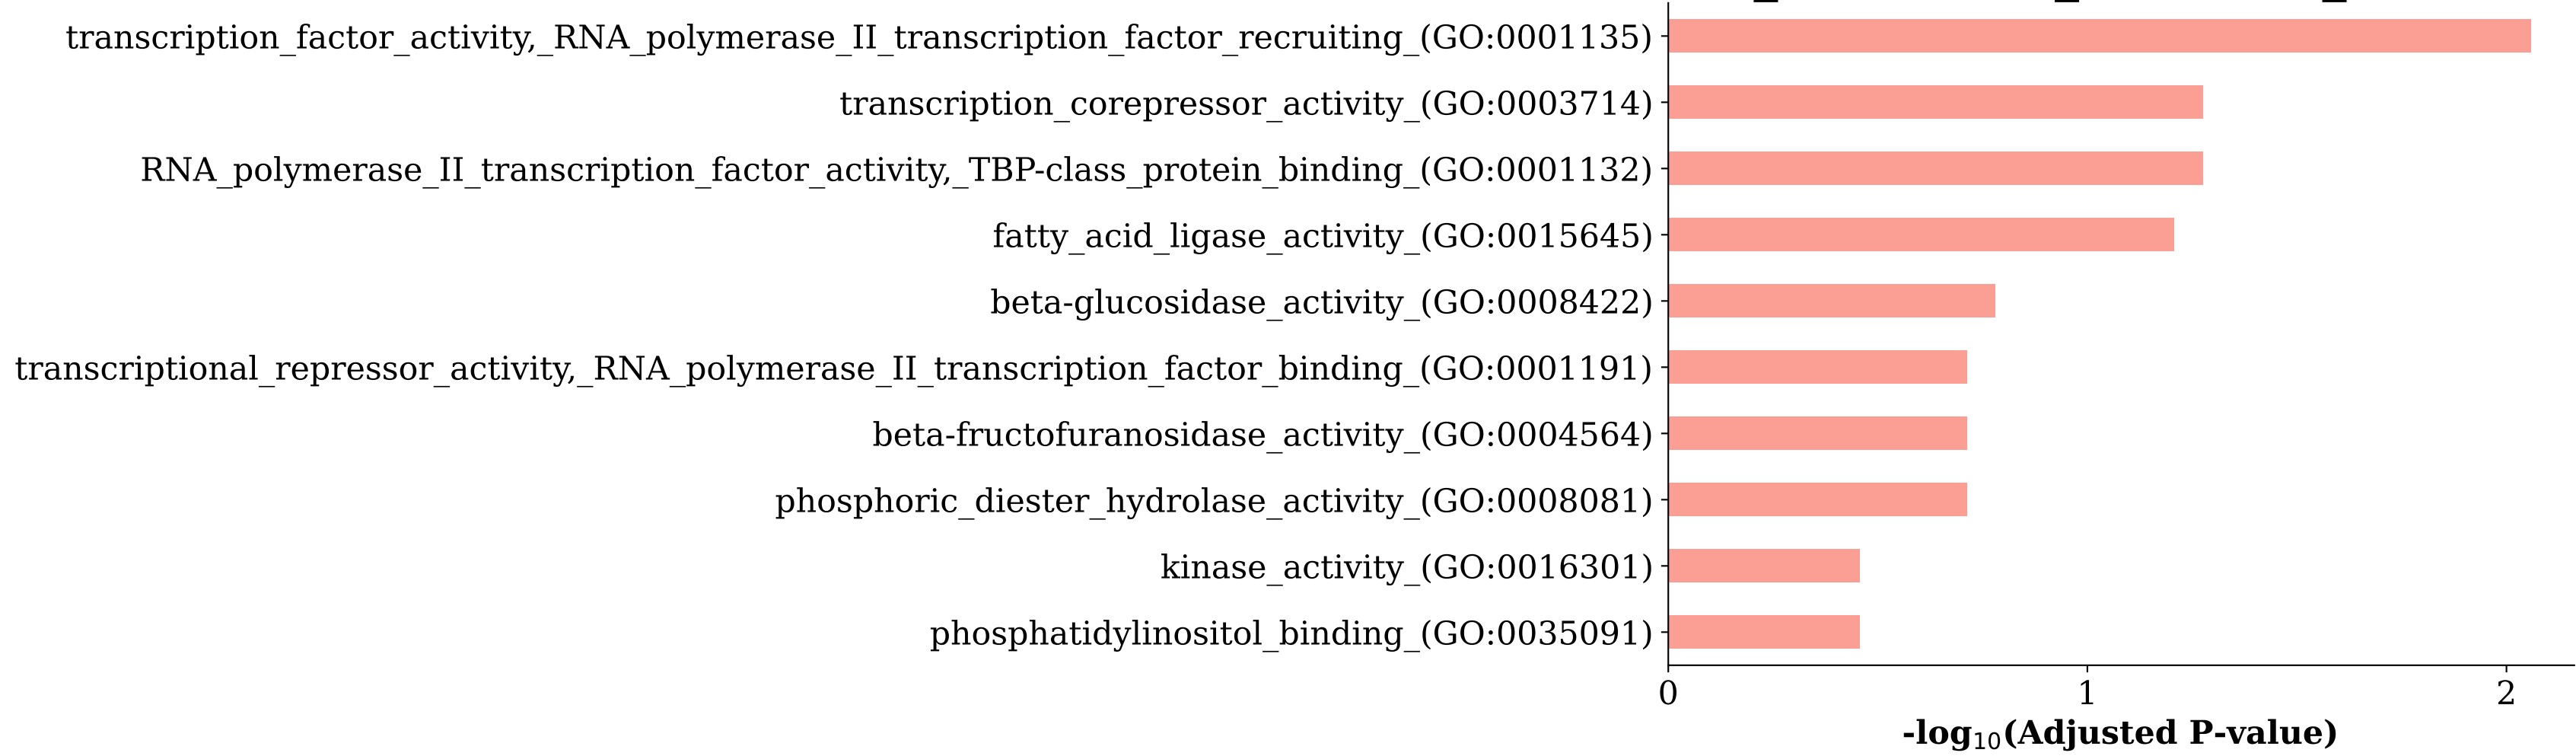 transcription_factor_activity,_RNA_polymerase_II_transcription_factor_recruiting_(GO:0001135)
transcription_corepressor_activity_(GO:0003714)
RNA_polymerase_II_transcription_factor_activity,_TBP-class_protein_binding_(GO:0001132)
fatty_acid_ligase_activity_(GO:0015645)
beta-glucosidase_activity_(GO:0008422)
transcriptional_repressor_activity,_RNA_polymerase_II_transcription_factor_binding_(GO:0001191)
beta-fructofuranosidase_activity_(GO:0004564)
phosphoric_diester_hydrolase_activity_(GO:0008081)
kinase_activity_(GO:0016301)
phosphatidylinositol_binding_(GO:0035091)
0 1 2
-log₁₀(Adjusted P-value)